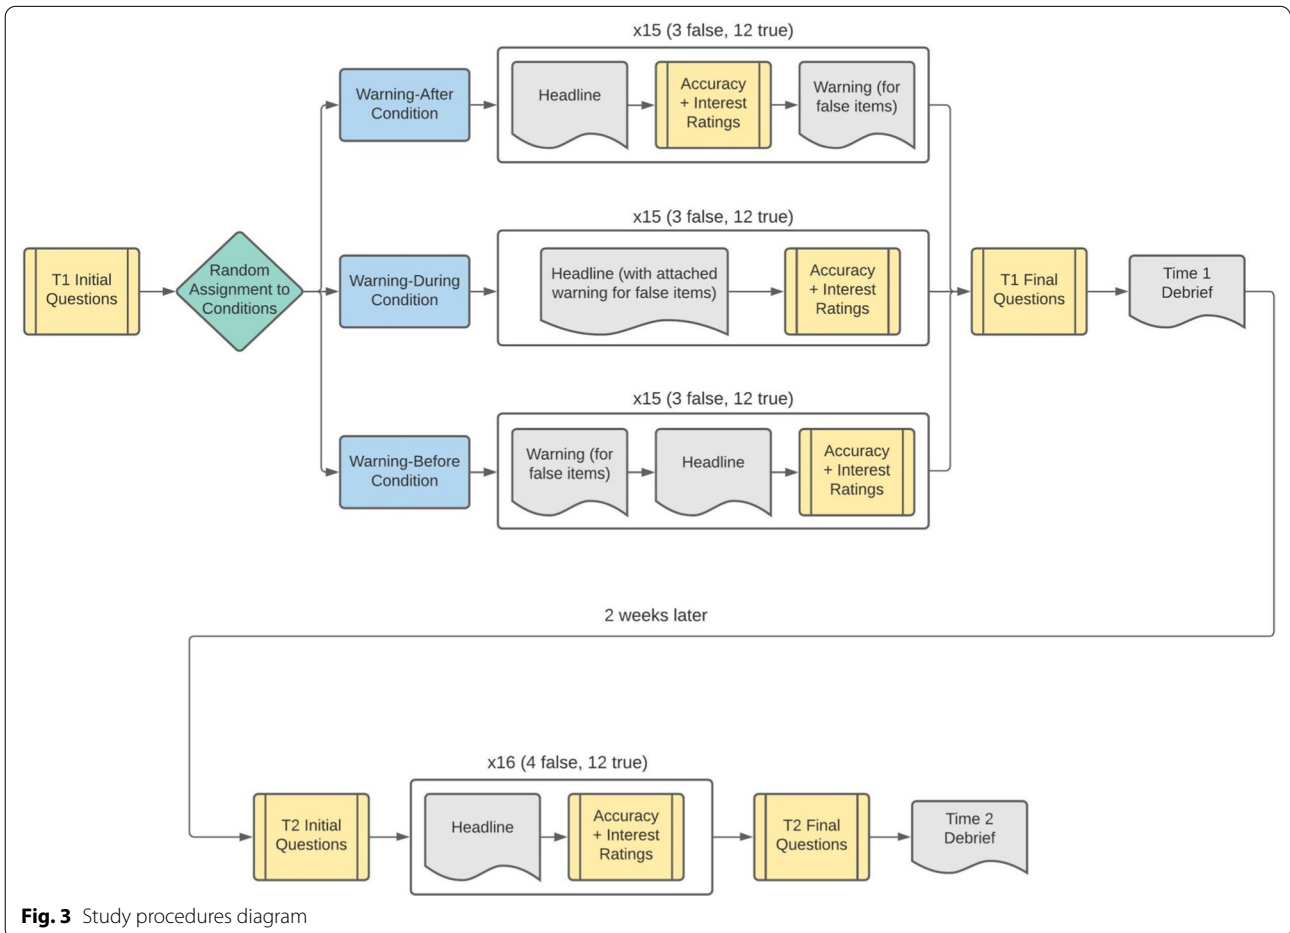 x15 (3 false, 12 true)
Warning-After
Condition
Headline
Accuracy
+ Interest
Ratings
Warning (for
false items)
T1 Initial
Questions
Random
Assignment to
Conditions
x15 (3 false, 12 true)
Warning-During
Condition
Headline (with attached
warning for false items)
Accuracy
+ Interest
Ratings
T1 Final
Questions
Time 1
Debrief
x15 (3 false, 12 true)
Warning-Before
Condition
Warning (for
false items)
Headline
Accuracy
+ Interest
Ratings
2 weeks later
x16 (4 false, 12 true)
T2 Initial
Questions
Headline
Accuracy
+ Interest
Ratings
T2 Final
Questions
Time 2
Debrief
Fig. 3 Study procedures diagram